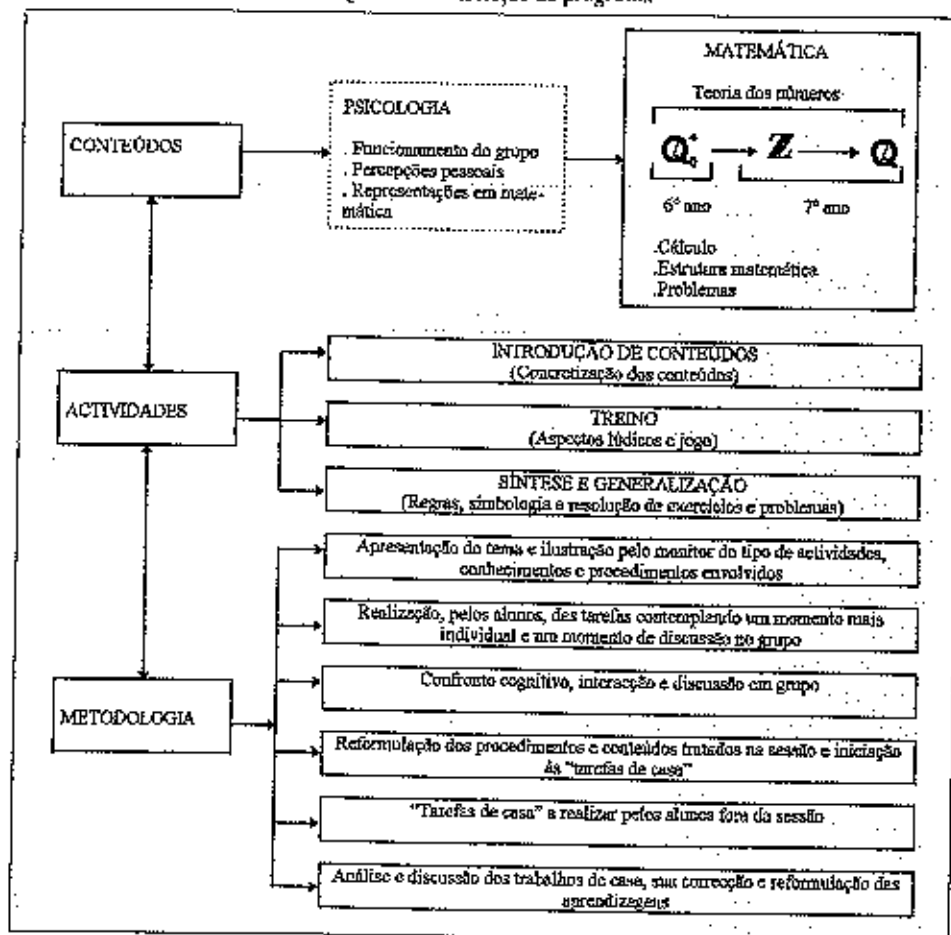 do programa
CONTEÚDOS
PSICOLOGIA
. Funcionamento do grupo
. Percepções pessoais
. Representações em mate-
mática
MATEMÁTICA
Teoria dos números
ℚ₀⁺ → ℤ → ℚ
6º ano 7º ano
.Cálculo
.Estrutura matemática
.Problemas
ACTIVIDADES
INTRODUÇÃO DE CONTEÚDOS
(Concretização dos conteúdos)
TREINO
(Aspectos lúdicos e jogo)
SÍNTESE E GENERALIZAÇÃO
(Regras, simbologia e resolução de exercícios e problemas)
METODOLOGIA
Apresentação do tema e ilustração pelo monitor do tipo de actividades,
conhecimentos e procedimentos envolvidos
Realização, pelos alunos, das tarefas contemplando um momento mais
individual e um momento de discussão no grupo
Confronto cognitivo, interacção e discussão em grupo
Reformulação dos procedimentos e conteúdos tratados na sessão e iniciação
às "tarefas de casa"
"Tarefas de casa" a realizar pelos alunos fora da sessão
Análise e discussão dos trabalhos de casa, sua correcção e reformulação das
aprendizagens